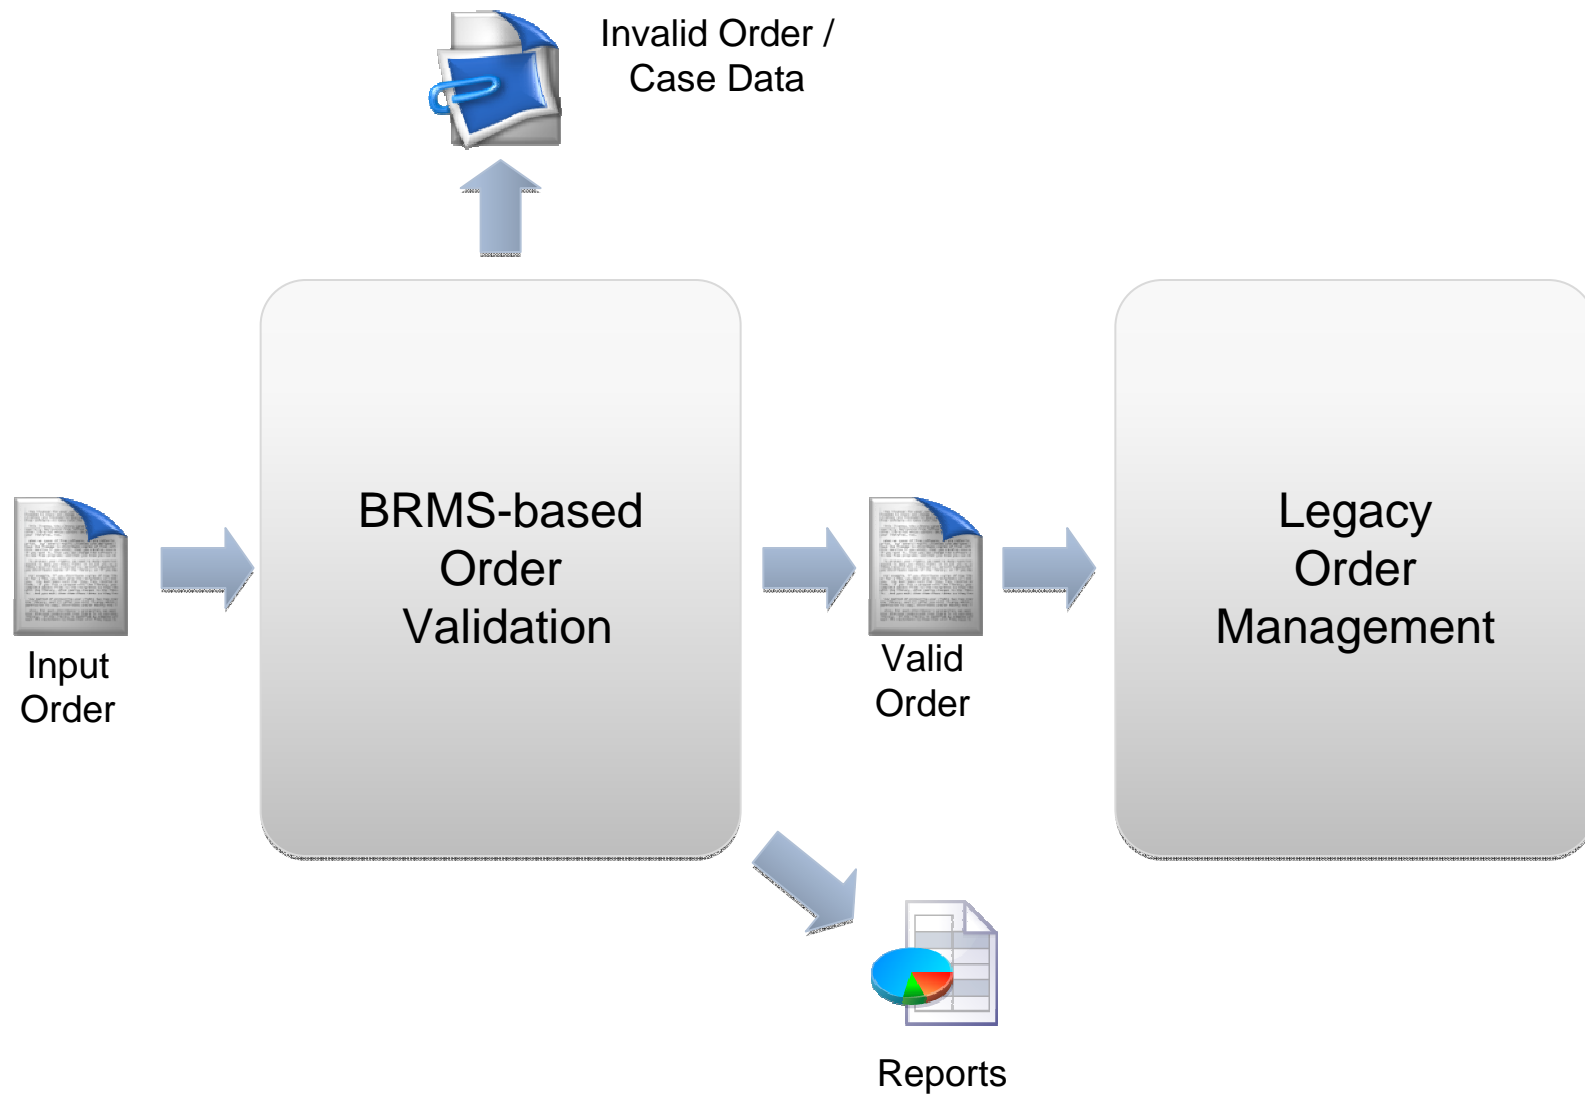 Invalid Order /
Case Data
Input
Order
BRMS-based
Order
Validation
Valid
Order
Legacy
Order
Management
Reports